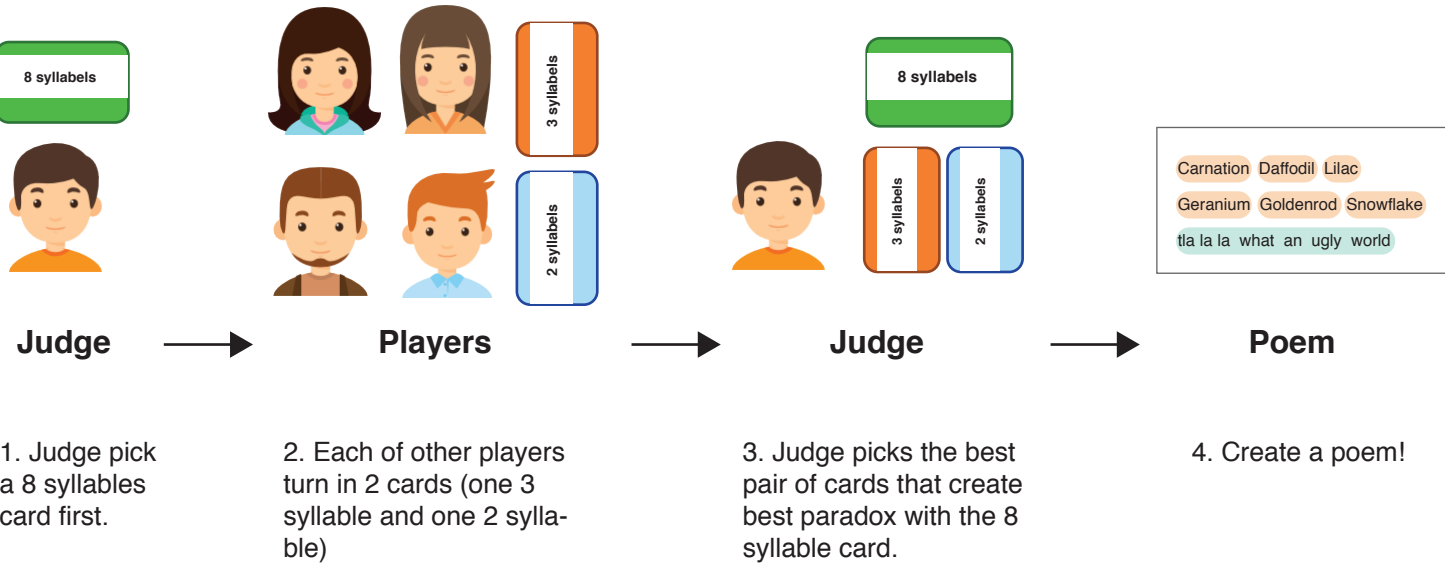 8 syllabels
3 syllabels
2 syllabels
8 syllabels
3 syllabels
2 syllabels
Carnation Daffodil Lilac
Geranium Goldenrod Snowflake
tla la la what an ugly world
Judge
Players
Judge
Poem
1. Judge pick
a 8 syllables
card first.
2. Each of other players
turn in 2 cards (one 3
syllable and one 2 sylla-
ble)
3. Judge picks the best
pair of cards that create
best paradox with the 8
syllable card.
4. Create a poem!